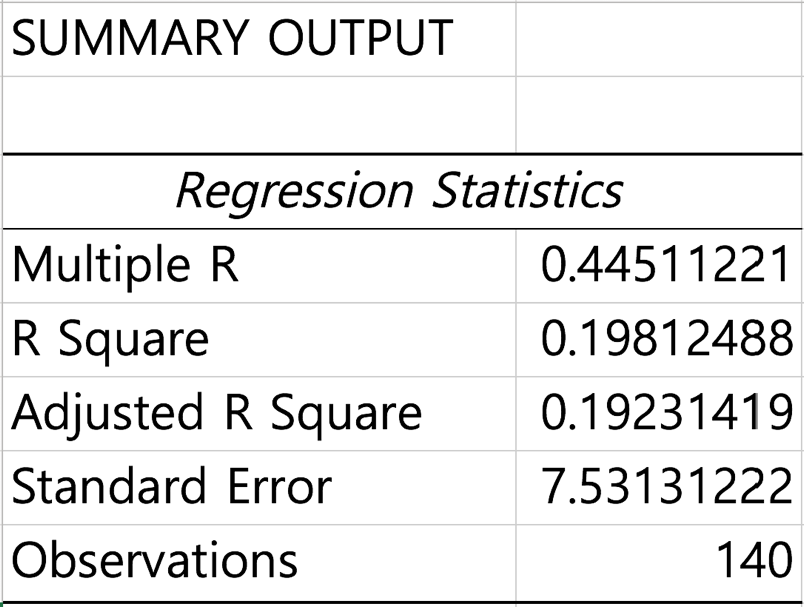 SUMMARY OUTPUT
Regression Statistics
Multiple R 0.44511221
R Square 0.19812488
Adjusted R Square 0.19231419
Standard Error 7.53131222
Observations 140